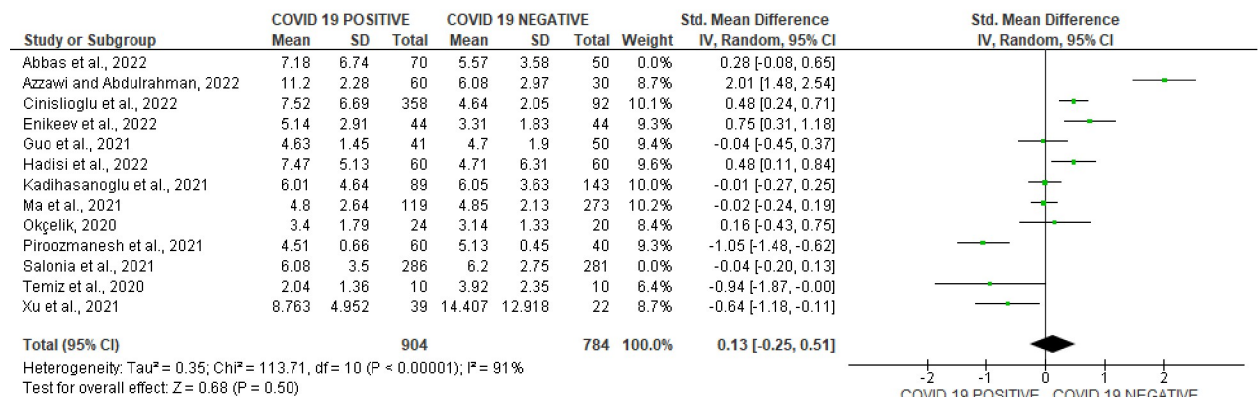 COVID 19 POSITIVE COVID 19 NEGATIVE Std. Mean Difference Std. Mean Difference
Study or Subgroup Mean SD Total Mean SD Total Weight IV, Random, 95% CI IV, Random, 95% CI
Abbas et al., 2022 7.18 6.74 70 5.57 3.58 50 0.0% 0.28 [-0.08, 0.65]
Azzawi and Abdulrahman, 2022 11.2 2.28 60 6.08 2.97 30 8.7% 2.01 [1.48, 2.54]
Cinislioglu et al., 2022 7.52 6.69 358 4.64 2.05 92 10.1% 0.48 [0.24, 0.71]
Enikeev et al., 2022 5.14 2.91 44 3.31 1.83 44 9.3% 0.75 [0.31, 1.18]
Guo et al., 2021 4.63 1.45 41 4.7 1.9 50 9.4% -0.04 [-0.45, 0.37]
Hadisi et al., 2022 7.47 5.13 60 4.71 6.31 60 9.6% 0.48 [0.11, 0.84]
Kadihasanoglu et al., 2021 6.01 4.64 89 6.05 3.63 143 10.0% -0.01 [-0.27, 0.25]
Ma et al., 2021 4.8 2.64 119 4.85 2.13 273 10.2% -0.02 [-0.24, 0.19]
Okçelik, 2020 3.4 1.79 24 3.14 1.33 20 8.4% 0.16 [-0.43, 0.75]
Piroozmanesh et al., 2021 4.51 0.66 60 5.13 0.45 40 9.3% -1.05 [-1.48, -0.62]
Salonia et al., 2021 6.08 3.5 286 6.2 2.75 281 0.0% -0.04 [-0.20, 0.13]
Temiz et al., 2020 2.04 1.36 10 3.92 2.35 10 6.4% -0.94 [-1.87, -0.00]
Xu et al., 2021 8.763 4.952 39 14.407 12.918 22 8.7% -0.64 [-1.18, -0.11]
Total (95% CI) 904 784 100.0% 0.13 [-0.25, 0.51]
Heterogeneity: Tau² = 0.35; Chi² = 113.71, df = 10 (P < 0.00001); I² = 91%
Test for overall effect: Z = 0.68 (P = 0.50)
-2 -1 0 1 2
COVID 19 POSITIVE COVID 19 NEGATIVE